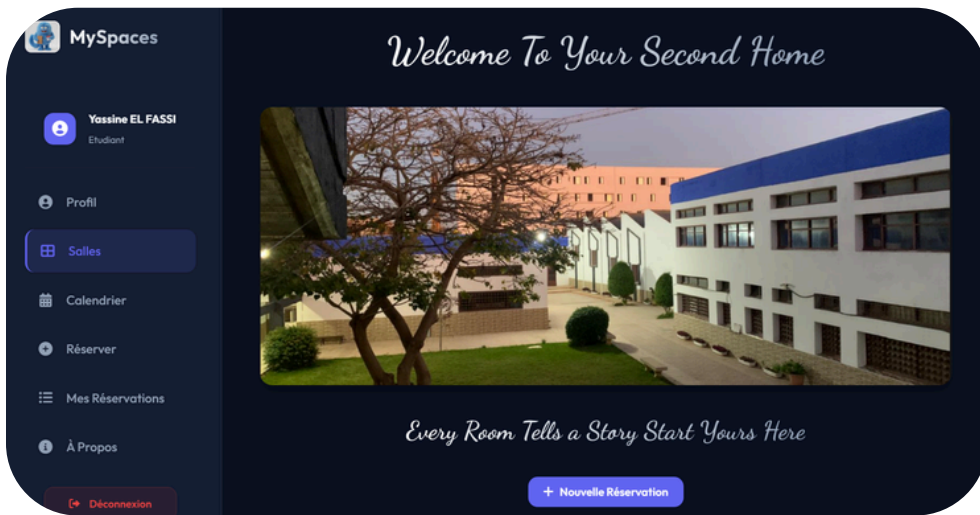 MySpaces
Yassine EL FASSI
Etudiant
Profil
Salles
Calendrier
Réserver
Mes Réservations
À Propos
Déconnexion
Welcome To Your Second Home
Every Room Tells a Story Start Yours Here
+ Nouvelle Réservation